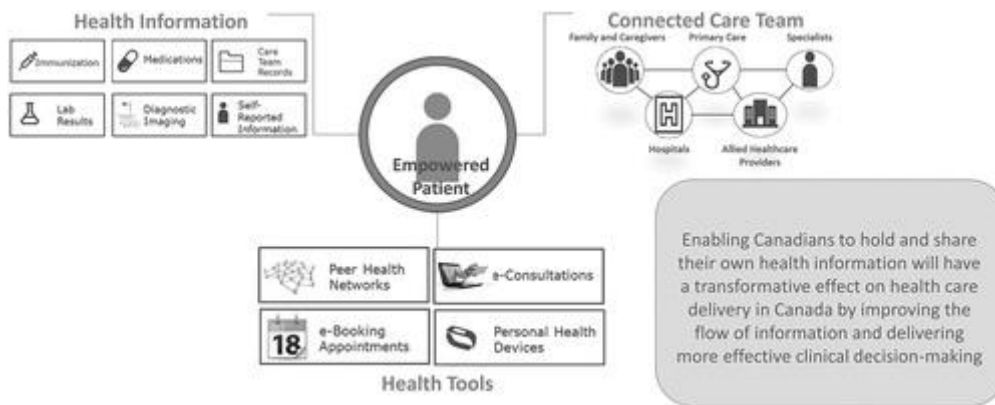 Health Information
Immunization
Medications
Care
Team
Records
Lab
Results
Diagnostic
Imaging
Self-
Reported
Information
Connected Care Team
Family and Caregivers
Primary Care
Specialists
Hospitals
Allied Healthcare
Providers
Empowered
Patient
Peer Health
Networks
e-Consultations
18
e-Booking
Appointments
Personal Health
Devices
Health Tools
Enabling Canadians to hold and share
their own health information will have
a transformative effect on health care
delivery in Canada by improving the
flow of information and delivering
more effective clinical decision-making